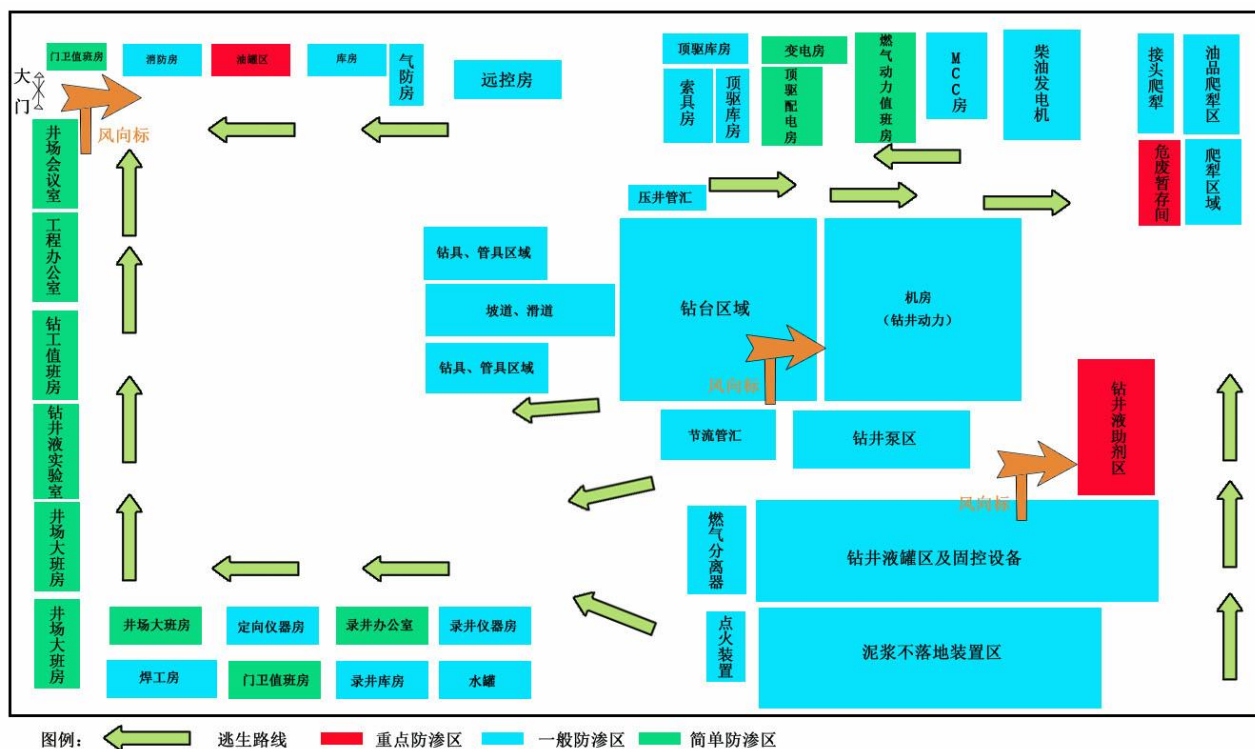 门卫值班房
消防房
油罐区
库房
气防房
远控房
顶驱库房
变电房
燃气动力值班房
MCC房
柴油发电机
接头爬犁
油品爬犁区
大门
风向标
索具房
顶驱库房
顶驱配电房
危废暂存间
爬犁区域
井场会议室
压井管汇
工程办公室
钻具、管具区域
坡道、滑道
钻具、管具区域
钻台区域
机房
（钻井动力）
风向标
钻工值班房
钻井液助剂区
钻井液实验室
节流管汇
钻井泵区
风向标
井场大班房
燃气分离器
钻井液罐区及固控设备
井场大班房
井场大班房
定向仪器房
录井办公室
录井仪器房
点火装置
泥浆不落地装置区
焊工房
门卫值班房
录井库房
水罐
图例：
逃生路线
重点防渗区
一般防渗区
简单防渗区